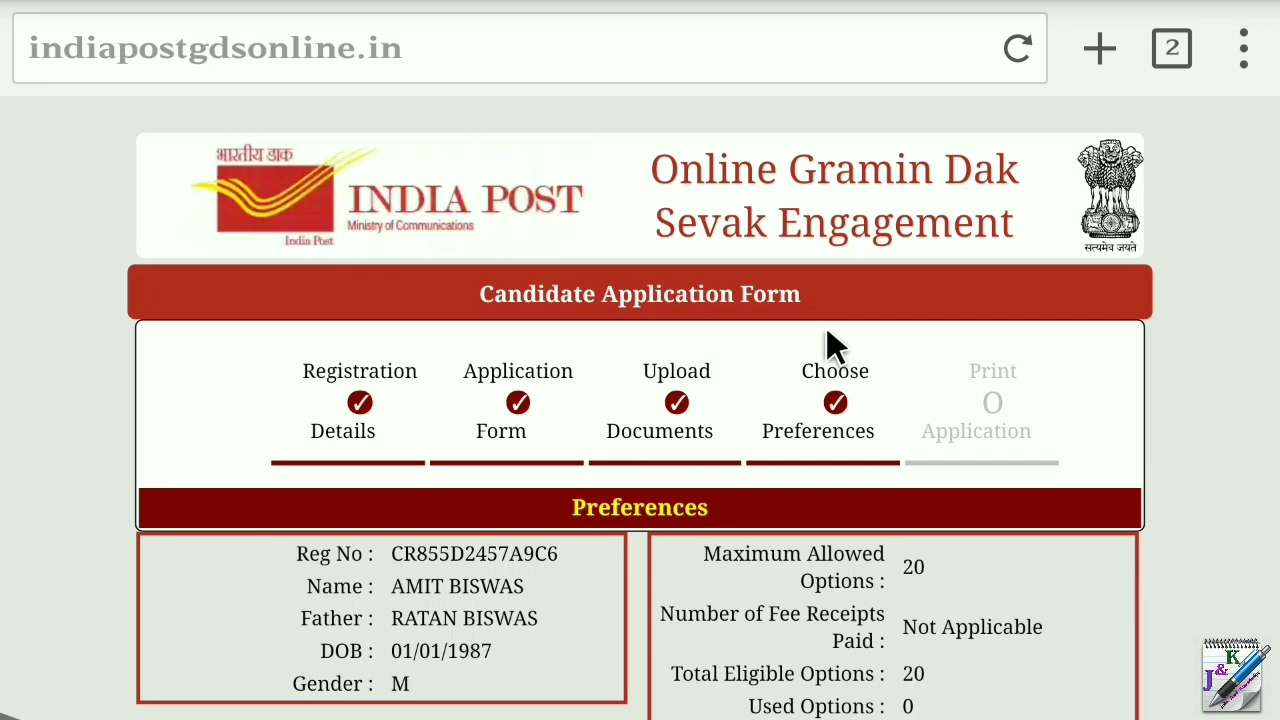 indiapostgdsonline.in
2
भारतीय डाक
INDIA POST
Ministry of Communications
India Post
Online Gramin Dak
Sevak Engagement
सत्यमेव जयते
Candidate Application Form
Registration
Details
Application
Form
Upload
Documents
Choose
Preferences
Print
Application
Preferences
Reg No : CR855D2457A9C6
Name : AMIT BISWAS
Father : RATAN BISWAS
DOB : 01/01/1987
Gender : M
Maximum Allowed
Options : 20
Number of Fee Receipts
Paid : Not Applicable
Total Eligible Options : 20
Used Options : 0
J&K